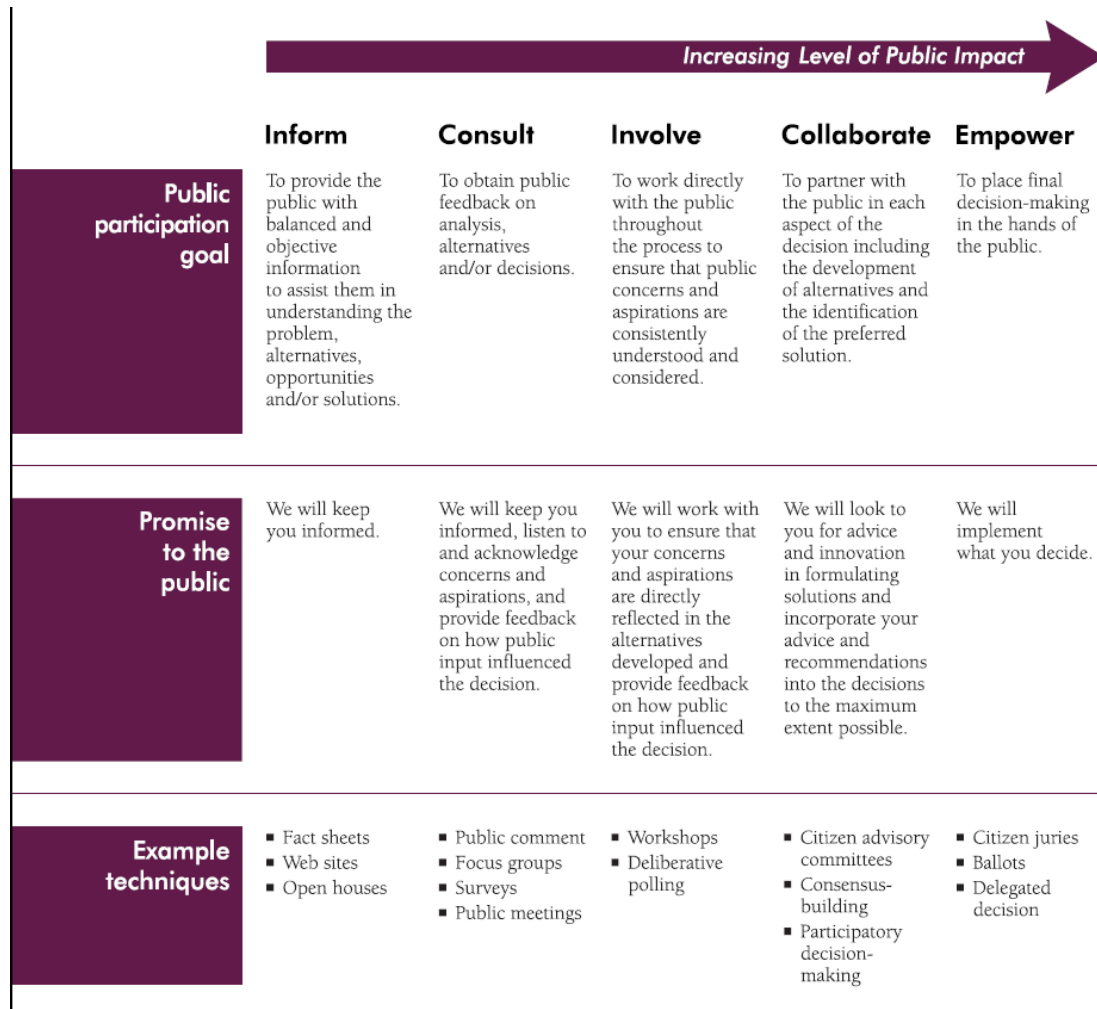 Increasing Level of Public Impact
Inform
Consult
Involve
Collaborate
Empower
Public
participation
goal
To provide the
public with
balanced and
objective
information
to assist them in
understanding the
problem,
alternatives,
opportunities
and/or solutions.
To obtain public
feedback on
analysis,
alternatives
and/or decisions.
To work directly
with the public
throughout
the process to
ensure that public
concerns and
aspirations are
consistently
understood and
considered.
To partner with
the public in each
aspect of the
decision including
the development
of alternatives and
the identification
of the preferred
solution.
To place final
decision-making
in the hands of
the public.
Promise
to the
public
We will keep
you informed.
We will keep you
informed, listen to
and acknowledge
concerns and
aspirations, and
provide feedback
on how public
input influenced
the decision.
We will work with
you to ensure that
your concerns
and aspirations
are directly
reflected in the
alternatives
developed and
provide feedback
on how public
input influenced
the decision.
We will look to
you for advice
and innovation
in formulating
solutions and
incorporate your
advice and
recommendations
into the decisions
to the maximum
extent possible.
We will
implement
what you decide.
Example
techniques
▪ Fact sheets
▪ Web sites
▪ Open houses
▪ Public comment
▪ Focus groups
▪ Surveys
▪ Public meetings
▪ Workshops
▪ Deliberative
polling
▪ Citizen advisory
committees
▪ Consensus-
building
▪ Participatory
decision-
making
▪ Citizen juries
▪ Ballots
▪ Delegated
decision